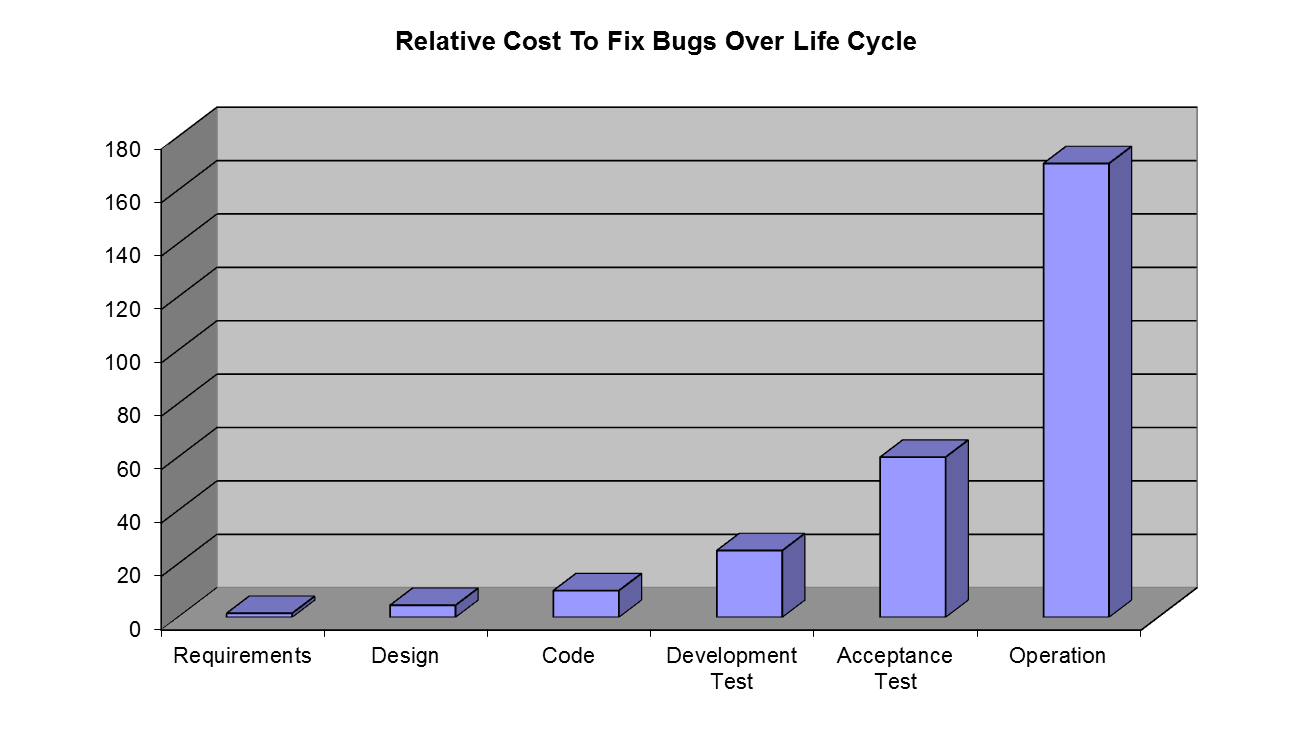 Relative Cost To Fix Bugs Over Life Cycle
180
160
140
120
100
80
60
40
20
0
Requirements
Design
Code
Development
Test
Acceptance
Test
Operation